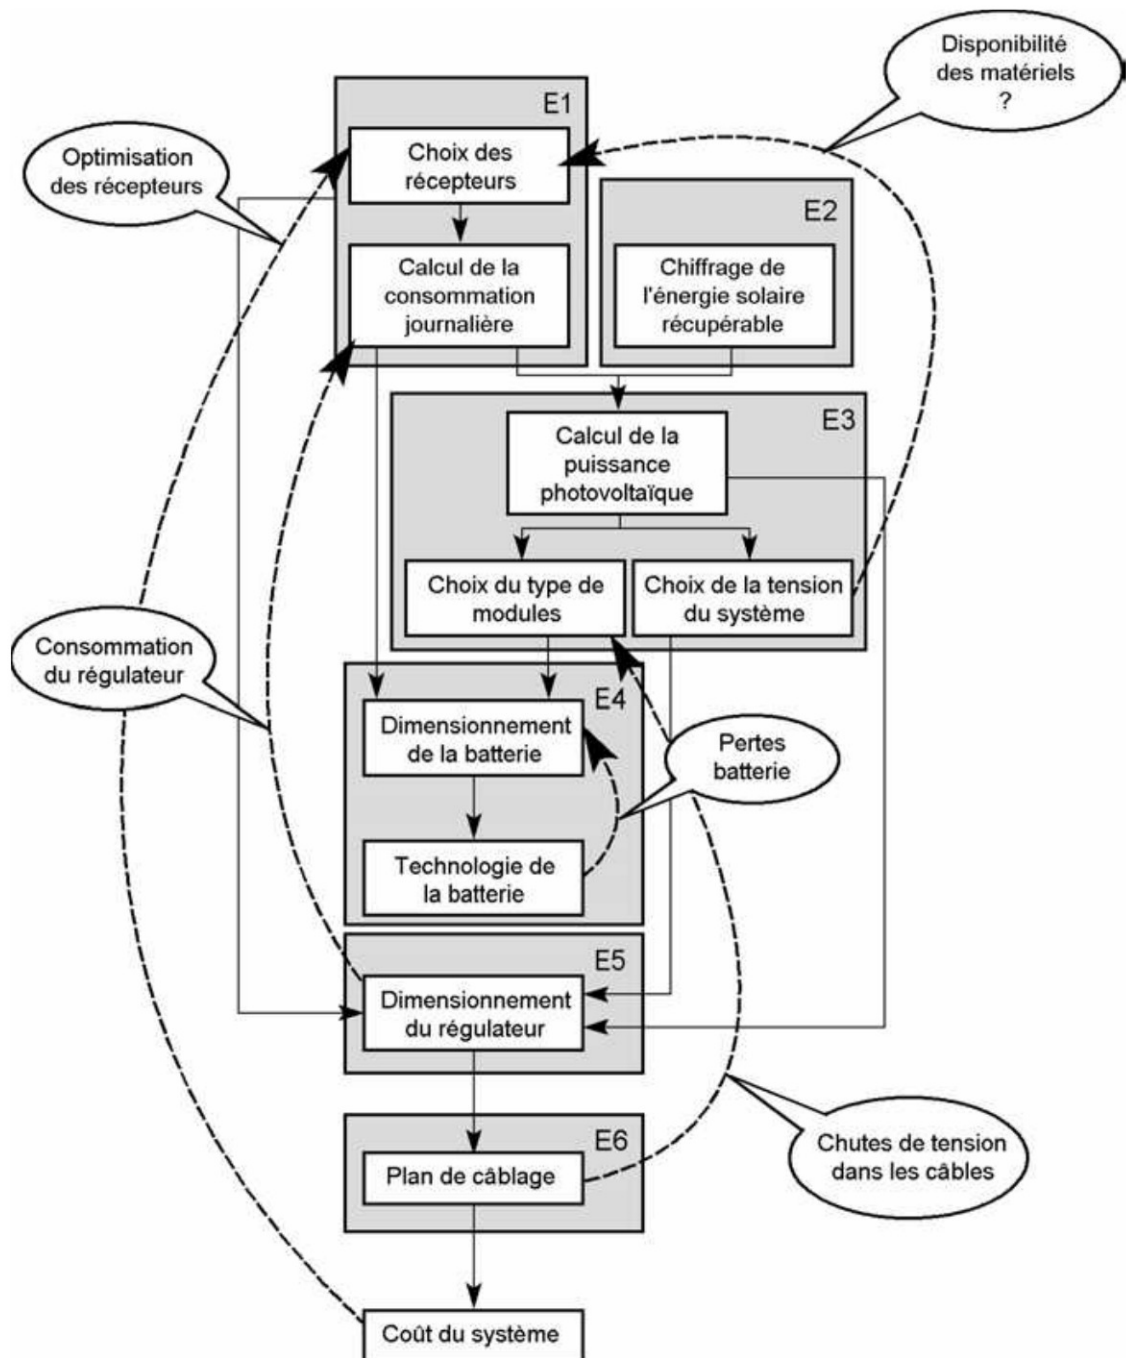 Disponibilité
des matériels
?
E1
Choix des
récepteurs
Optimisation
des récepteurs
E2
Calcul de la
consommation
journalière
Chiffrage de
l'énergie solaire
récupérable
E3
Calcul de la
puissance
photovoltaïque
Choix du type de
modules
Choix de la tension
du système
Consommation
du régulateur
E4
Dimensionnement
de la batterie
Pertes
batterie
Technologie de
la batterie
E5
Dimensionnement
du régulateur
E6
Plan de câblage
Chutes de tension
dans les câbles
Coût du système